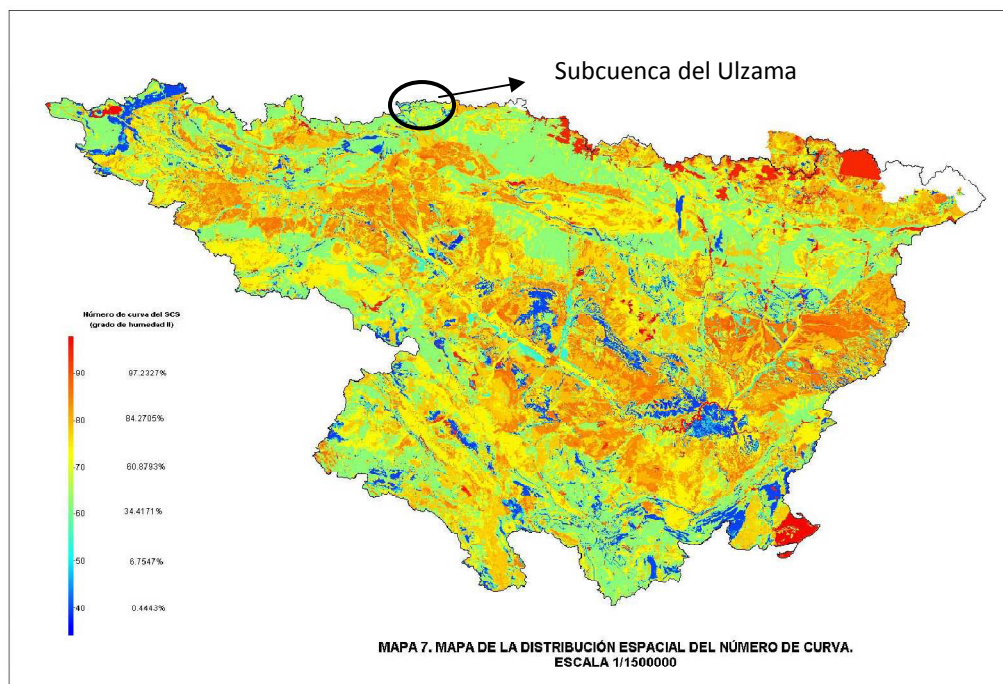 Subcuenca del Ulzama
Número de curva del SCS
(grado de humedad II)
90 97.2327%
80 84.2705%
70 60.8793%
60 34.4171%
50 6.7547%
40 0.4443%
MAPA 7. MAPA DE LA DISTRIBUCIÓN ESPACIAL DEL NÚMERO DE CURVA.
ESCALA 1/1500000